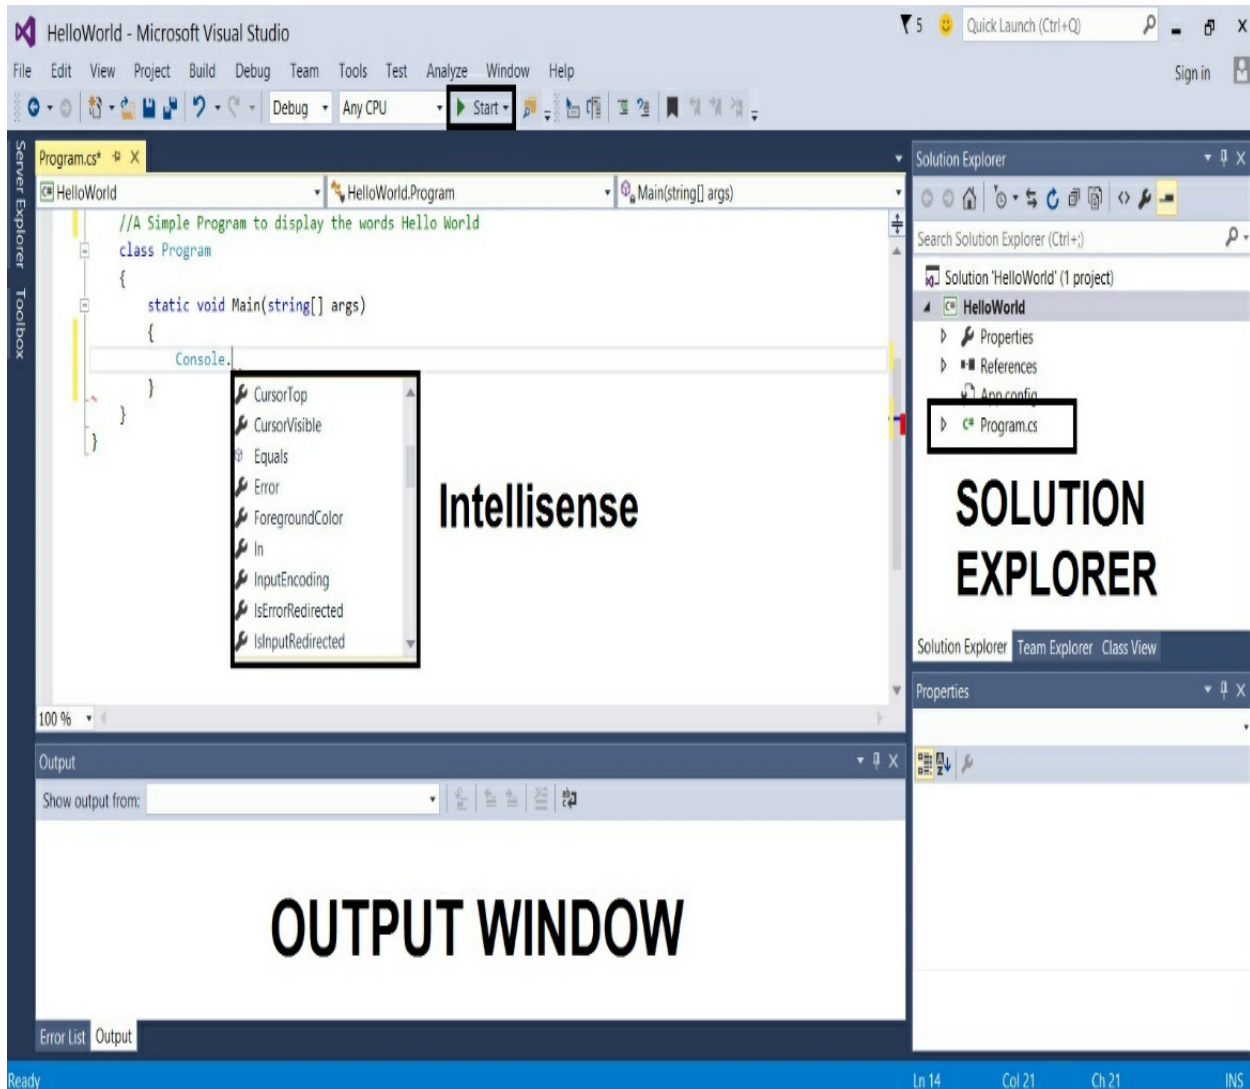 HelloWorld - Microsoft Visual Studio
5
Quick Launch (Ctrl+Q)
File Edit View Project Build Debug Team Tools Test Analyze Window Help
Sign in
Debug Any CPU Start
Server Explorer
Toolbox
Program.cs*
HelloWorld HelloWorld.Program Main(string[] args)
//A Simple Program to display the words Hello World
class Program
{
static void Main(string[] args)
{
Console.
}
}
}
CursorTop
CursorVisible
Equals
Error
ForegroundColor
In
InputEncoding
IsErrorRedirected
IsInputRedirected
Intellisense
100 %
Solution Explorer
Search Solution Explorer (Ctrl+;)
Solution 'HelloWorld' (1 project)
C# HelloWorld
Properties
References
App.config
C# Program.cs
SOLUTION
EXPLORER
Solution Explorer Team Explorer Class View
Properties
Output
Show output from:
OUTPUT WINDOW
Error List Output
Ready Ln 14 Col 21 Ch 21 INS